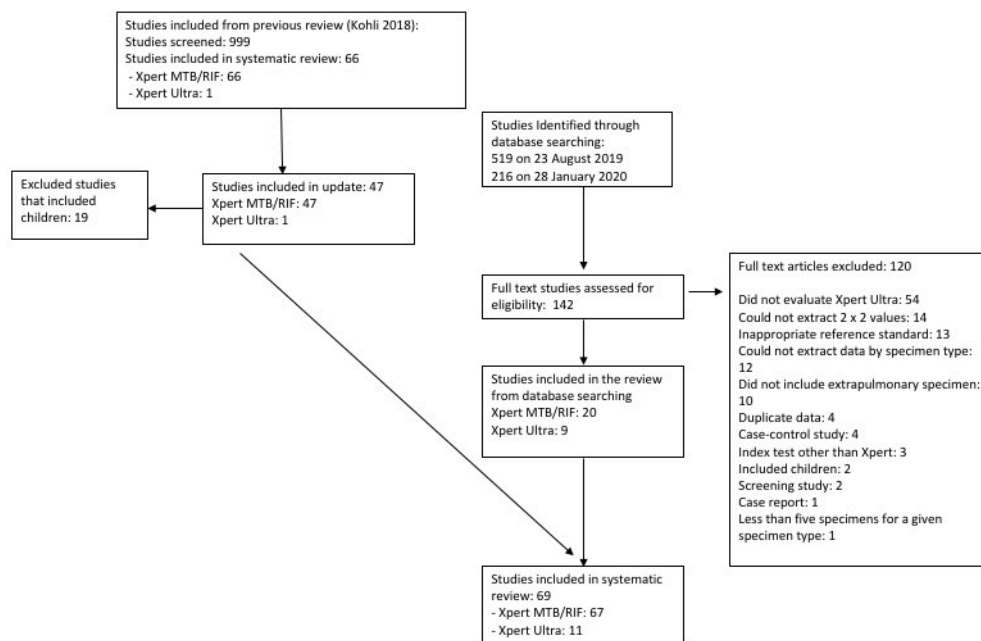 Studies included from previous review (Kohli 2018):
Studies screened: 999
Studies included in systematic review: 66
- Xpert MTB/RIF: 66
- Xpert Ultra: 1
Studies Identified through
database searching:
519 on 23 August 2019
216 on 28 January 2020
Excluded studies
that included
children: 19
Studies included in update: 47
Xpert MTB/RIF: 47
Xpert Ultra: 1
Full text studies assessed for
eligibility: 142
Full text articles excluded: 120
Did not evaluate Xpert Ultra: 54
Could not extract 2 x 2 values: 14
Inappropriate reference standard: 13
Could not extract data by specimen type:
12
Did not include extrapulmonary specimen:
10
Duplicate data: 4
Case-control study: 4
Index test other than Xpert: 3
Included children: 2
Screening study: 2
Case report: 1
Less than five specimens for a given
specimen type: 1
Studies included in the review
from database searching
Xpert MTB/RIF: 20
Xpert Ultra: 9
Studies included in systematic
review: 69
- Xpert MTB/RIF: 67
- Xpert Ultra: 11